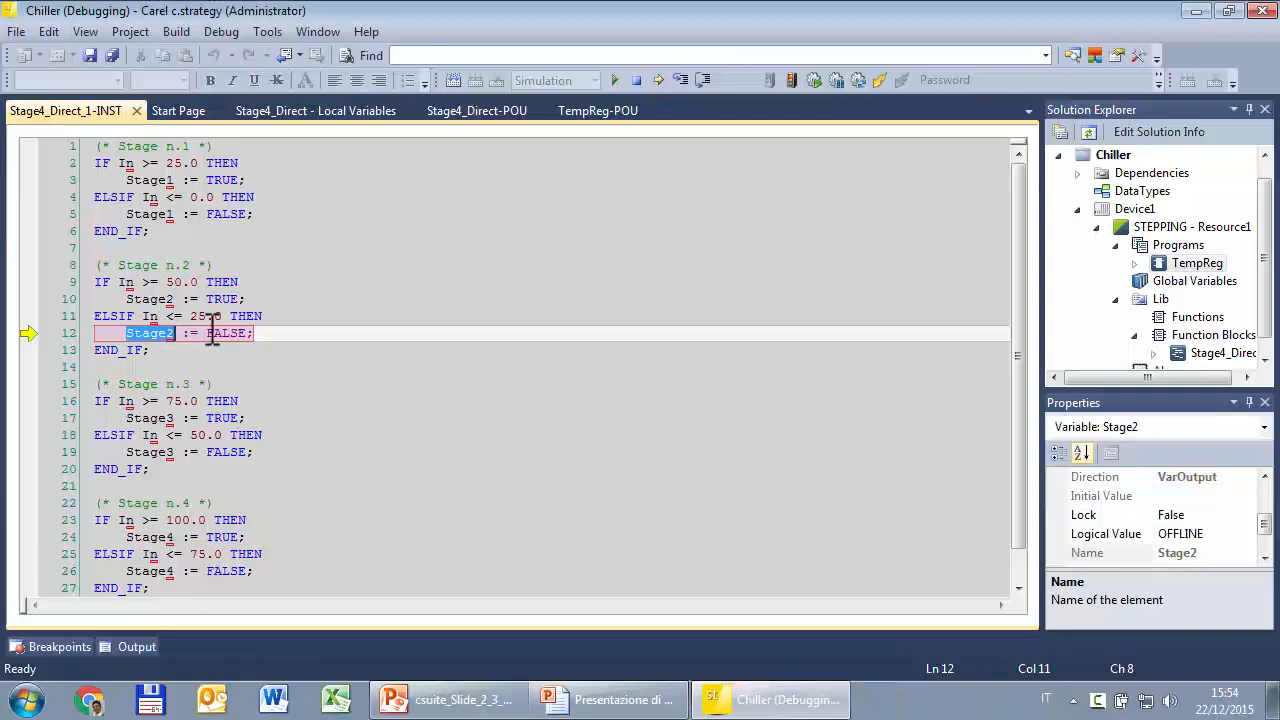 Chiller (Debugging) - Carel c.strategy (Administrator)
File Edit View Project Build Debug Tools Window Help
Find
B I U S A Simulation Password
Stage4_Direct_1-INST Start Page Stage4_Direct - Local Variables Stage4_Direct-POU TempReg-POU
1 (* Stage n.1 *)
2 IF In >= 25.0 THEN
3 Stage1 := TRUE;
4 ELSIF In <= 0.0 THEN
5 Stage1 := FALSE;
6 END_IF;
7
8 (* Stage n.2 *)
9 IF In >= 50.0 THEN
10 Stage2 := TRUE;
11 ELSIF In <= 25.0 THEN
12 Stage2 := FALSE;
13 END_IF;
14
15 (* Stage n.3 *)
16 IF In >= 75.0 THEN
17 Stage3 := TRUE;
18 ELSIF In <= 50.0 THEN
19 Stage3 := FALSE;
20 END_IF;
21
22 (* Stage n.4 *)
23 IF In >= 100.0 THEN
24 Stage4 := TRUE;
25 ELSIF In <= 75.0 THEN
26 Stage4 := FALSE;
27 END_IF;
Solution Explorer
Edit Solution Info
Chiller
Dependencies
DataTypes
Device1
STEPPING - Resource1
Programs
TempReg
Global Variables
Lib
Functions
Function Blocks
Stage4_Direc
Properties
Variable: Stage2
Direction VarOutput
Initial Value
Lock False
Logical Value OFFLINE
Name Stage2
Name
Name of the element
Breakpoints Output
Ready Ln 12 Col 11 Ch 8
csuite_Slide_2_3_... Presentazione di ... Chiller (Debugging... IT 15:54
22/12/2015